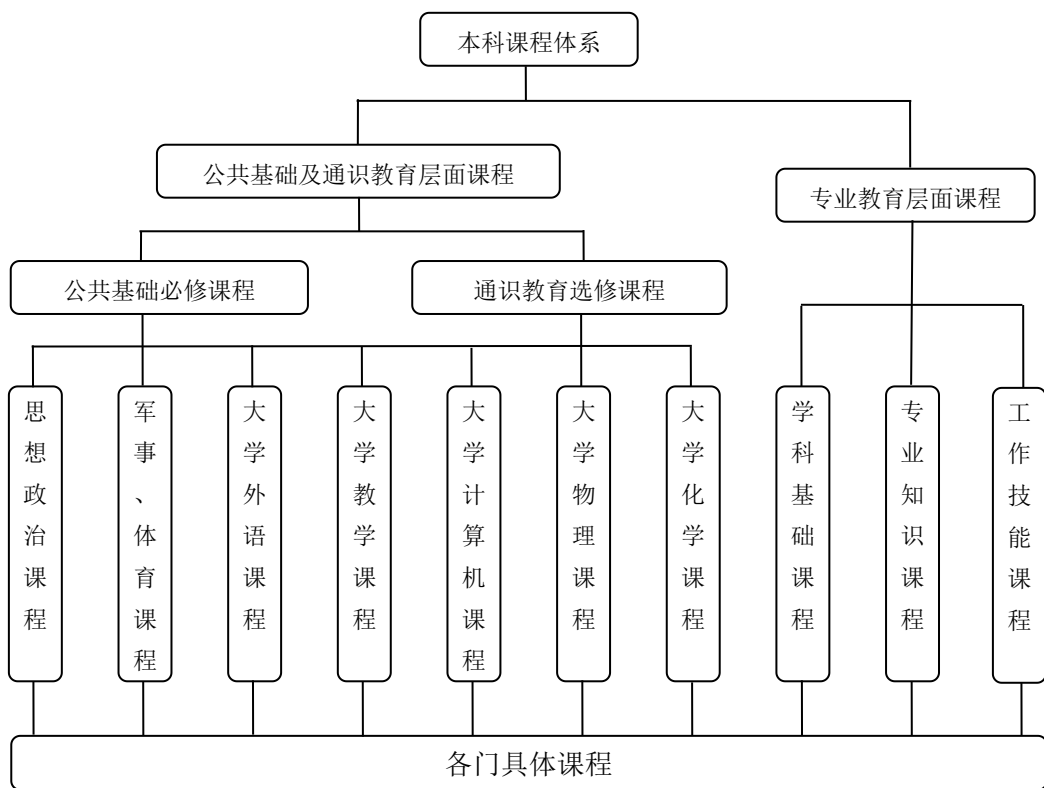 本科课程体系
公共基础及通识教育层面课程
专业教育层面课程
公共基础必修课程
通识教育选修课程
思想政治课程
军事、体育课程
大学外语课程
大学教学课程
大学计算机课程
大学物理课程
大学化学课程
学科基础课程
专业知识课程
工作技能课程
各门具体课程